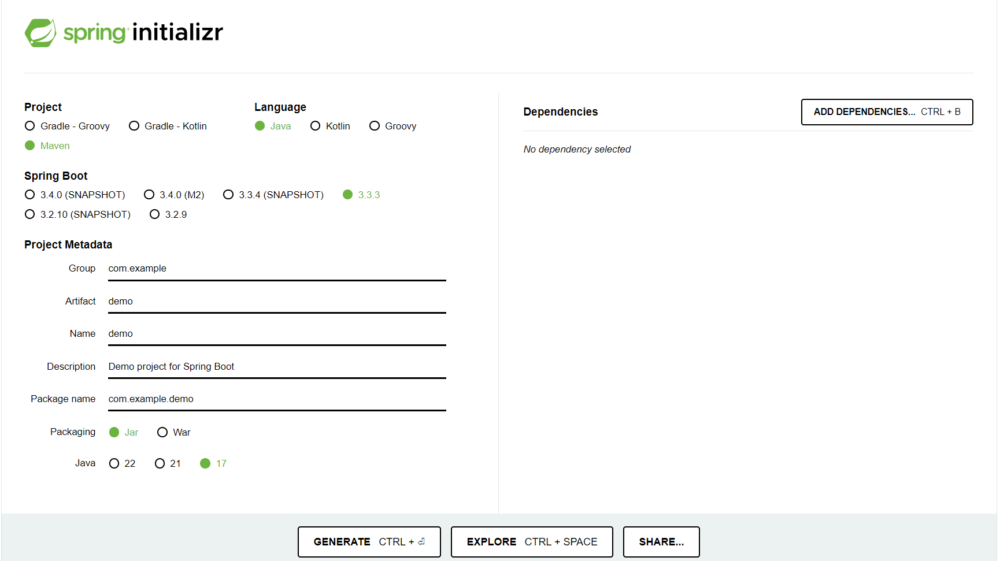 spring initializr
Project
Gradle - Groovy Gradle - Kotlin
Maven
Language
Java Kotlin Groovy
Spring Boot
3.4.0 (SNAPSHOT) 3.4.0 (M2) 3.3.4 (SNAPSHOT) 3.3.3
3.2.10 (SNAPSHOT) 3.2.9
Project Metadata
Group com.example
Artifact demo
Name demo
Description Demo project for Spring Boot
Package name com.example.demo
Packaging Jar War
Java 22 21 17
Dependencies ADD DEPENDENCIES... CTRL + B
No dependency selected
GENERATE CTRL + ⏎ EXPLORE CTRL + SPACE SHARE...